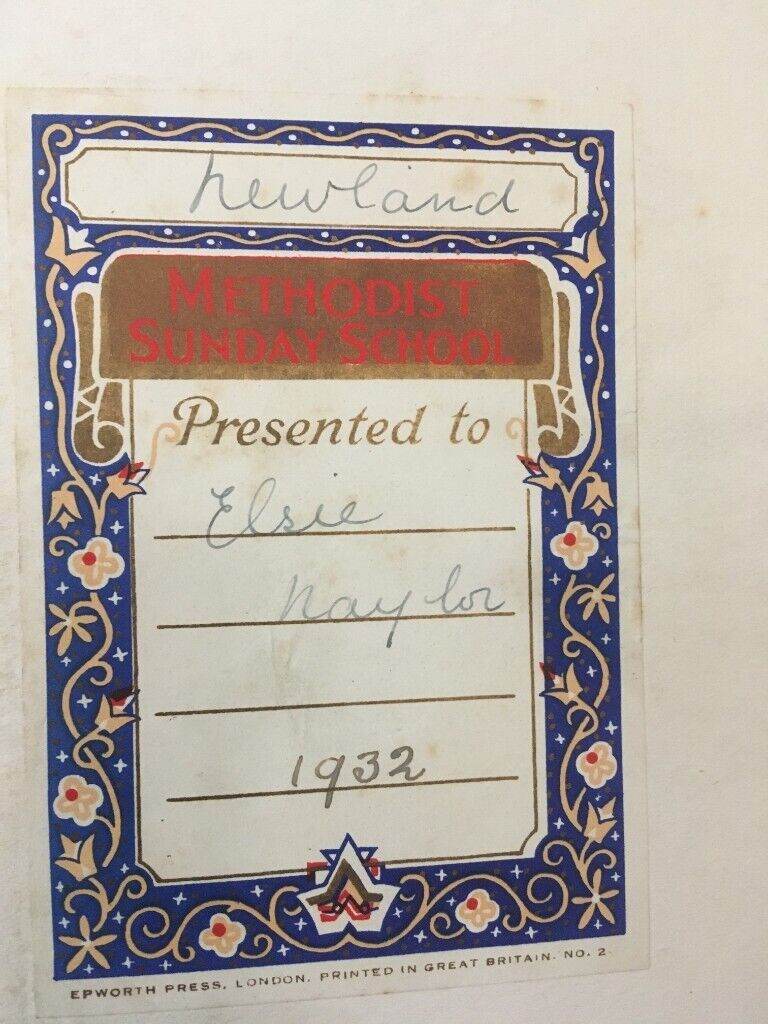 Newland
METHODIST
SUNDAY SCHOOL
Presented to
Elsie
Naylor
1932
EPWORTH PRESS, LONDON. PRINTED IN GREAT BRITAIN. NO. 2.